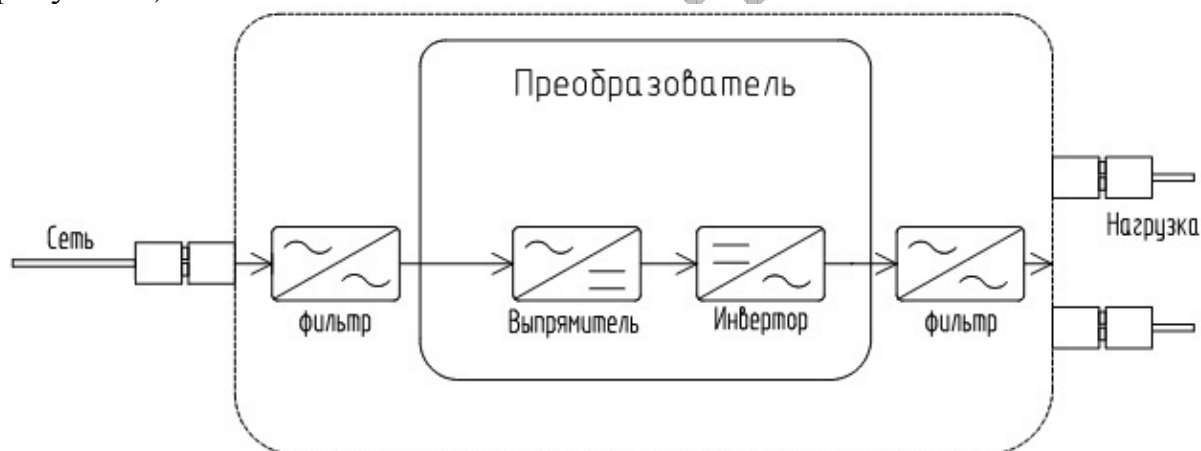 Преобразователь
Сеть
Нагрузка
фильтр
Выпрямитель
Инвертор
фильтр